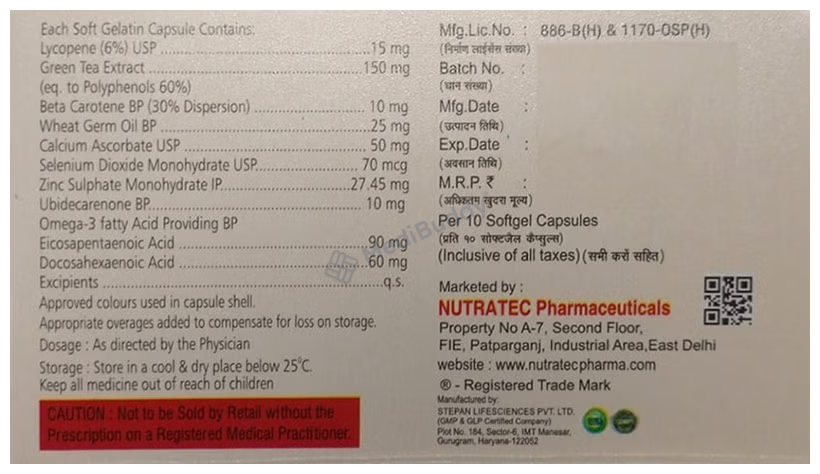 Each Soft Gelatin Capsule Contains:
Lycopene (6%) USP ........ 15 mg
Green Tea Extract ........ 150 mg
(eq. to Polyphenols 60%)
Beta Carotene BP (30% Dispersion) ........ 10 mg
Wheat Germ Oil BP ........ 25 mg
Calcium Ascorbate USP ........ 50 mg
Selenium Dioxide Monohydrate USP........ 70 mcg
Zinc Sulphate Monohydrate IP........27.45 mg
Ubidecarenone BP........ 10 mg
Omega-3 fatty Acid Providing BP
Eicosapentaenoic Acid ........ 90 mg
Docosahexaenoic Acid ........ 60 mg
Excipients ........q.s.
Approved colours used in capsule shell.
Appropriate overages added to compensate for loss on storage.
Dosage : As directed by the Physician
Storage : Store in a cool & dry place below 25°C.
Keep all medicine out of reach of children
CAUTION : Not to be Sold by Retail without the
Prescription on a Registered Medical Practitioner.
Mfg.Lic.No. : 886-B(H) & 1170-OSP(H)
(निर्माण लाईसेंस संख्या)
Batch No. :
(घान संख्या)
Mfg.Date :
(उत्पादन तिथि)
Exp.Date :
(अवसान तिथि)
M.R.P. ₹ :
(अधिकतम खुदरा मूल्य)
Per 10 Softgel Capsules
(प्रति १० सोफ्टजैल कैप्सुल्स)
(Inclusive of all taxes) (सभी करों सहित)
Marketed by :
NUTRATEC Pharmaceuticals
Property No A-7, Second Floor,
FIE, Patparganj, Industrial Area,East Delhi
website : www.nutratecpharma.com
® - Registered Trade Mark
Manufactured by:
STEPAN LIFESCIENCES PVT. LTD.
(GMP & GLP Certified Company)
Plot No. 164, Sector-6, IMT Manesar,
Gurugram, Haryana-122052
MediBuddy